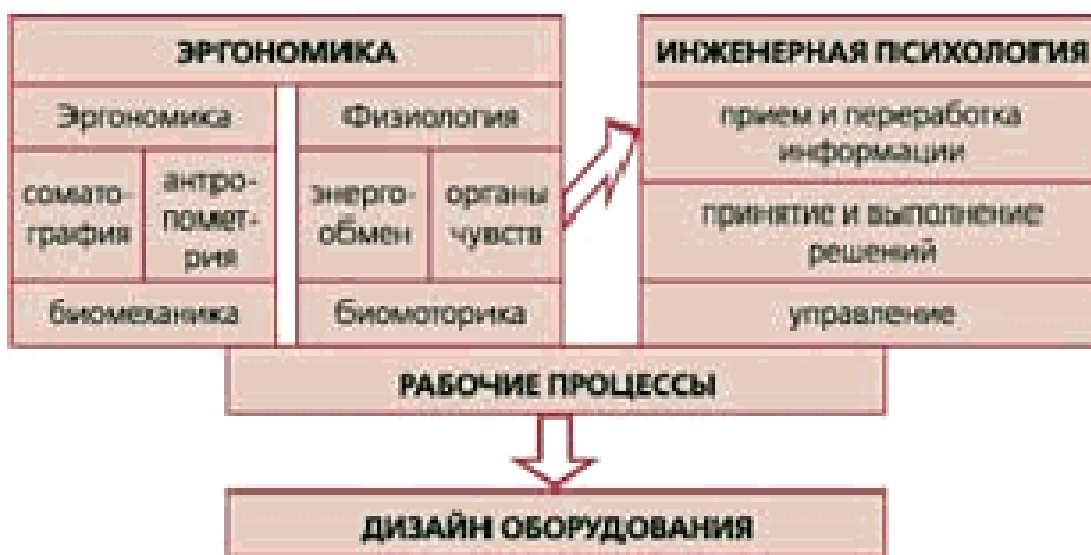 ЭРГОНОМИКА
Эргономика
Физиология
сомато-
графия
антро-
помет-
рия
энерго-
обмен
органы
чувств
биомеханика
биомоторика
ИНЖЕНЕРНАЯ ПСИХОЛОГИЯ
прием и переработка
информации
принятие и выполнение
решений
управление
РАБОЧИЕ ПРОЦЕССЫ
ДИЗАЙН ОБОРУДОВАНИЯ